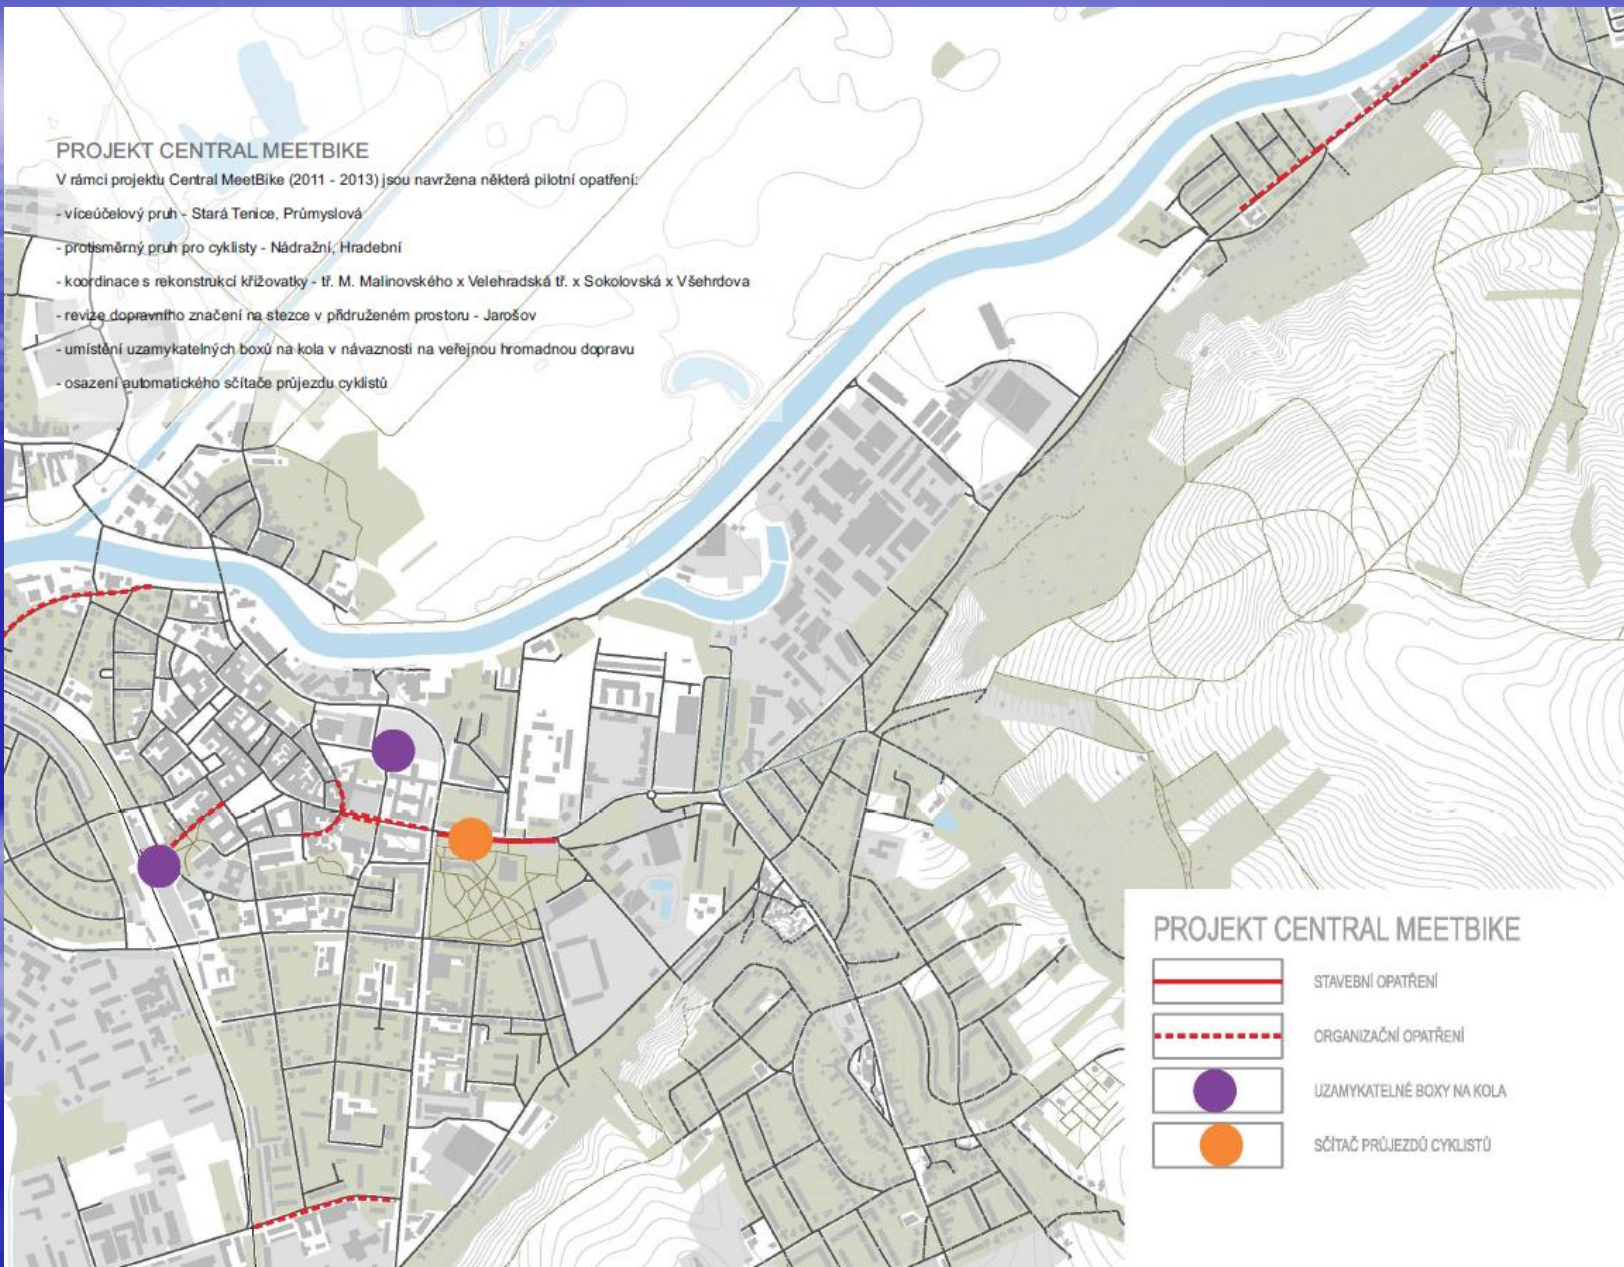 PROJEKT CENTRAL MEETBIKE
V rámci projektu Central MeetBike (2011 - 2013) jsou navržena některá pilotní opatření:
- víceúčelový pruh - Stará Tenice, Průmyslová
- protisměrný pruh pro cyklisty - Nádražní, Hradební
- koordinace s rekonstrukcí křižovatky - tř. M. Malinovského x Velehradská tř. x Sokolovská x Všehrdova
- revize dopravního značení na stezce v přidruženém prostoru - Jarošov
- umístění uzamykatelných boxů na kola v návaznosti na veřejnou hromadnou dopravu
- osazení automatického sčítače průjezdu cyklistů
PROJEKT CENTRAL MEETBIKE
STAVEBNÍ OPATŘENÍ
ORGANIZAČNÍ OPATŘENÍ
UZAMYKATELNÉ BOXY NA KOLA
SČÍTAČ PRŮJEZDŮ CYKLISTŮ